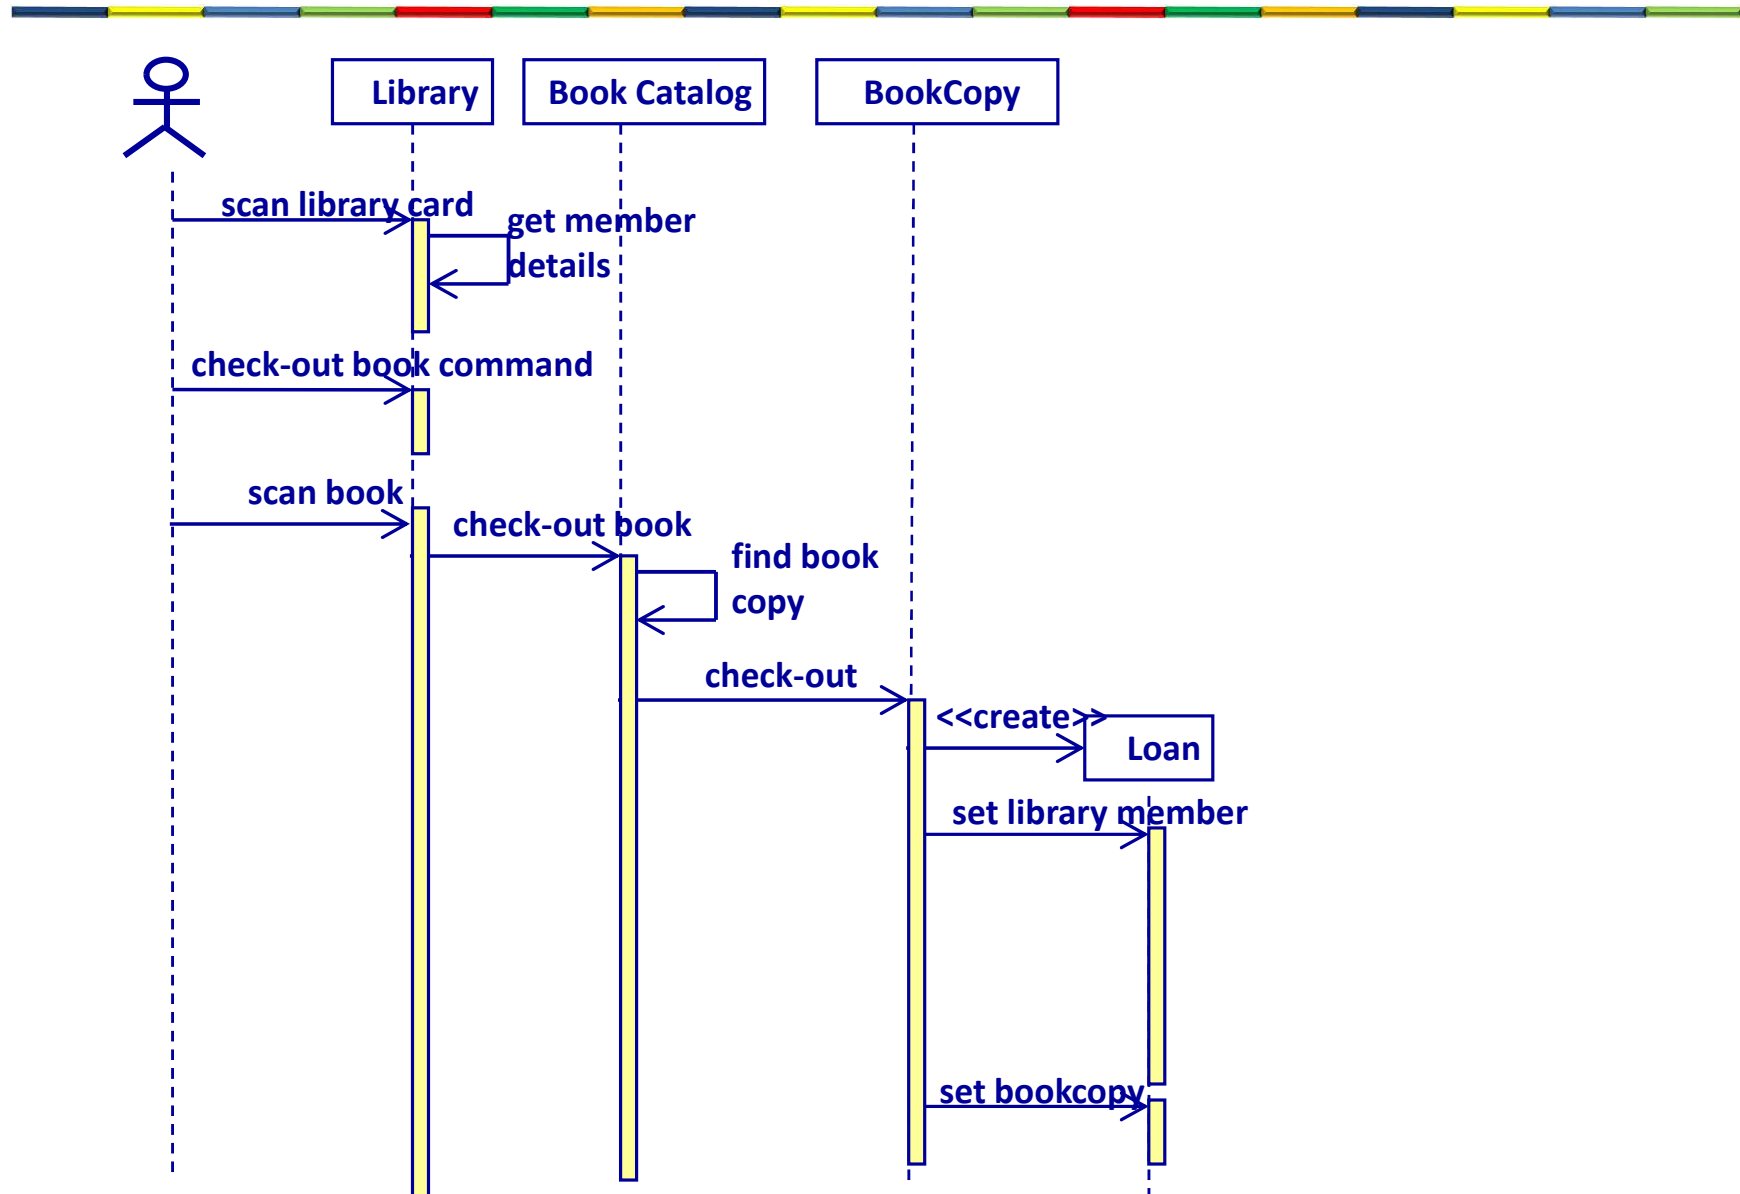 Library
Book Catalog
BookCopy
scan library card
get member
details
check-out book command
scan book
check-out book
find book
copy
check-out
<<create>>
Loan
set library member
set bookcopy